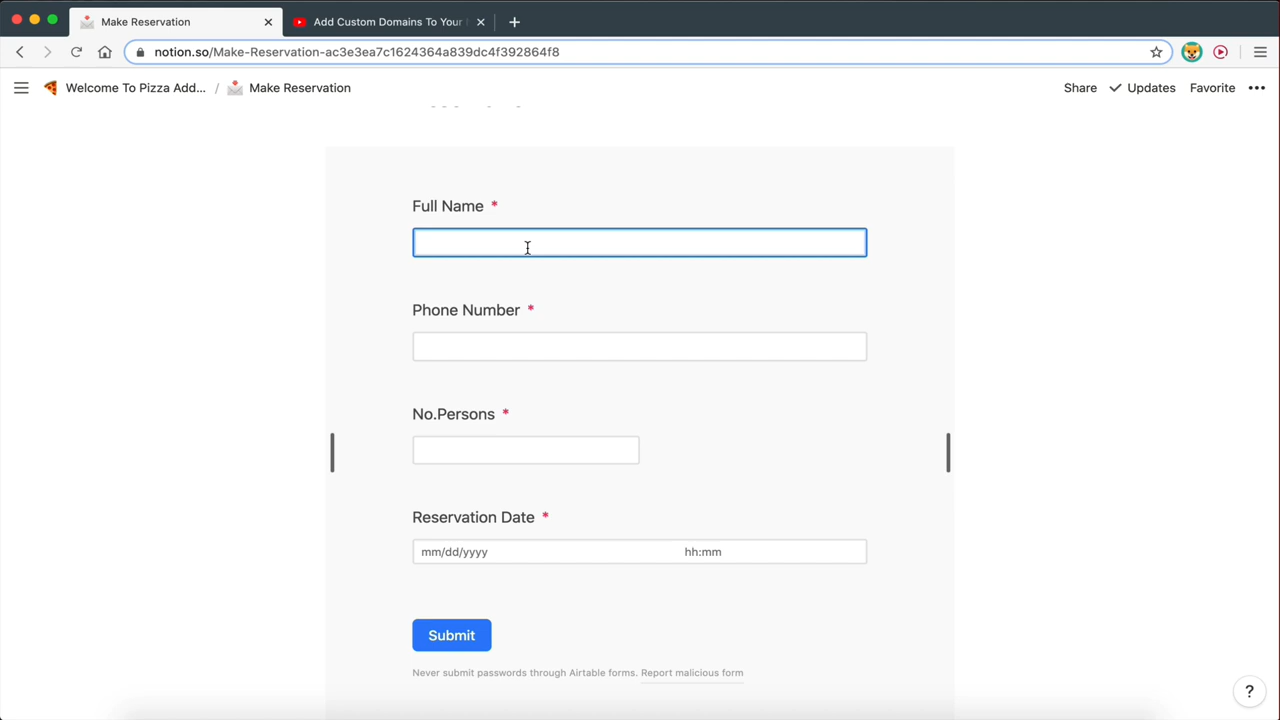 Make Reservation
Add Custom Domains To Your
notion.so/Make-Reservation-ac3e3ea7c1624364a839dc4f392864f8
Welcome To Pizza Add... / Make Reservation
Share Updates Favorite
Full Name *
Phone Number *
No.Persons *
Reservation Date *
mm/dd/yyyy hh:mm
Submit
Never submit passwords through Airtable forms. Report malicious form
?